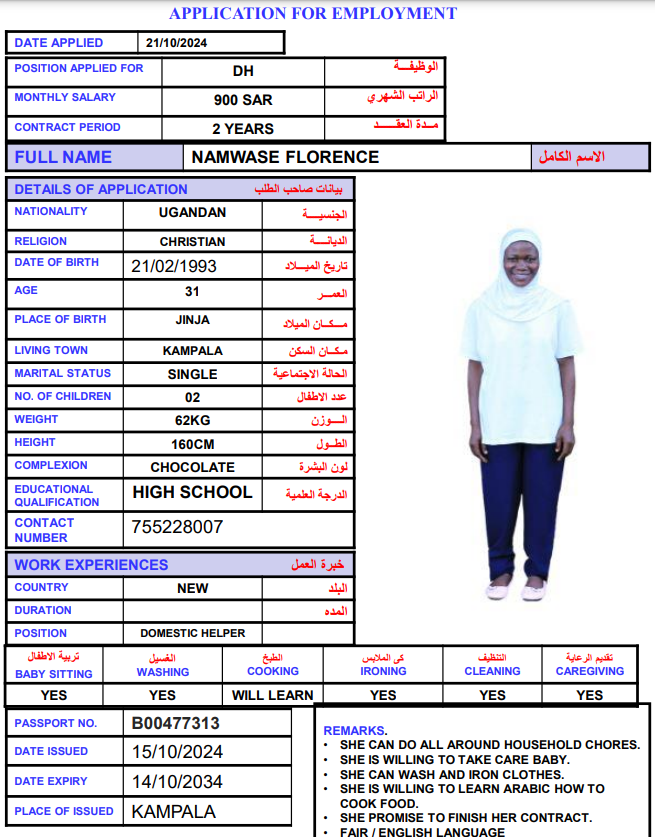 APPLICATION FOR EMPLOYMENT
DATE APPLIED 21/10/2024
POSITION APPLIED FOR DH الوظيفـــة
MONTHLY SALARY 900 SAR الراتب الشهري
CONTRACT PERIOD 2 YEARS مـدة العقـــد
FULL NAME NAMWASE FLORENCE الاسم الكامل
DETAILS OF APPLICATION بيانات صاحب الطلب
NATIONALITY UGANDAN الجنسيـــة
RELIGION CHRISTIAN الديانـــة
DATE OF BIRTH 21/02/1993 تاريخ الميـــلاد
AGE 31 العمـــر
PLACE OF BIRTH JINJA مـكـــان الميلاد
LIVING TOWN KAMPALA مـكـان السكن
MARITAL STATUS SINGLE الحالة الاجتماعية
NO. OF CHILDREN 02 عدد الاطفال
WEIGHT 62KG الـــوزن
HEIGHT 160CM الطـول
COMPLEXION CHOCOLATE لون البشرة
EDUCATIONAL QUALIFICATION HIGH SCHOOL الدرجة العلمية
CONTACT NUMBER 755228007
WORK EXPERIENCES خبرة العمل
COUNTRY NEW البلد
DURATION المده
POSITION DOMESTIC HELPER
تربية الاطفال الغسيل الطبخ كى الملابس التنظيف تقديم الرعاية
BABY SITTING WASHING COOKING IRONING CLEANING CAREGIVING
YES YES WILL LEARN YES YES YES
PASSPORT NO. B00477313
DATE ISSUED 15/10/2024
DATE EXPIRY 14/10/2034
PLACE OF ISSUED KAMPALA
REMARKS.
• SHE CAN DO ALL AROUND HOUSEHOLD CHORES.
• SHE IS WILLING TO TAKE CARE BABY.
• SHE CAN WASH AND IRON CLOTHES.
• SHE IS WILLING TO LEARN ARABIC HOW TO
COOK FOOD.
• SHE PROMISE TO FINISH HER CONTRACT.
• FAIR / ENGLISH LANGUAGE